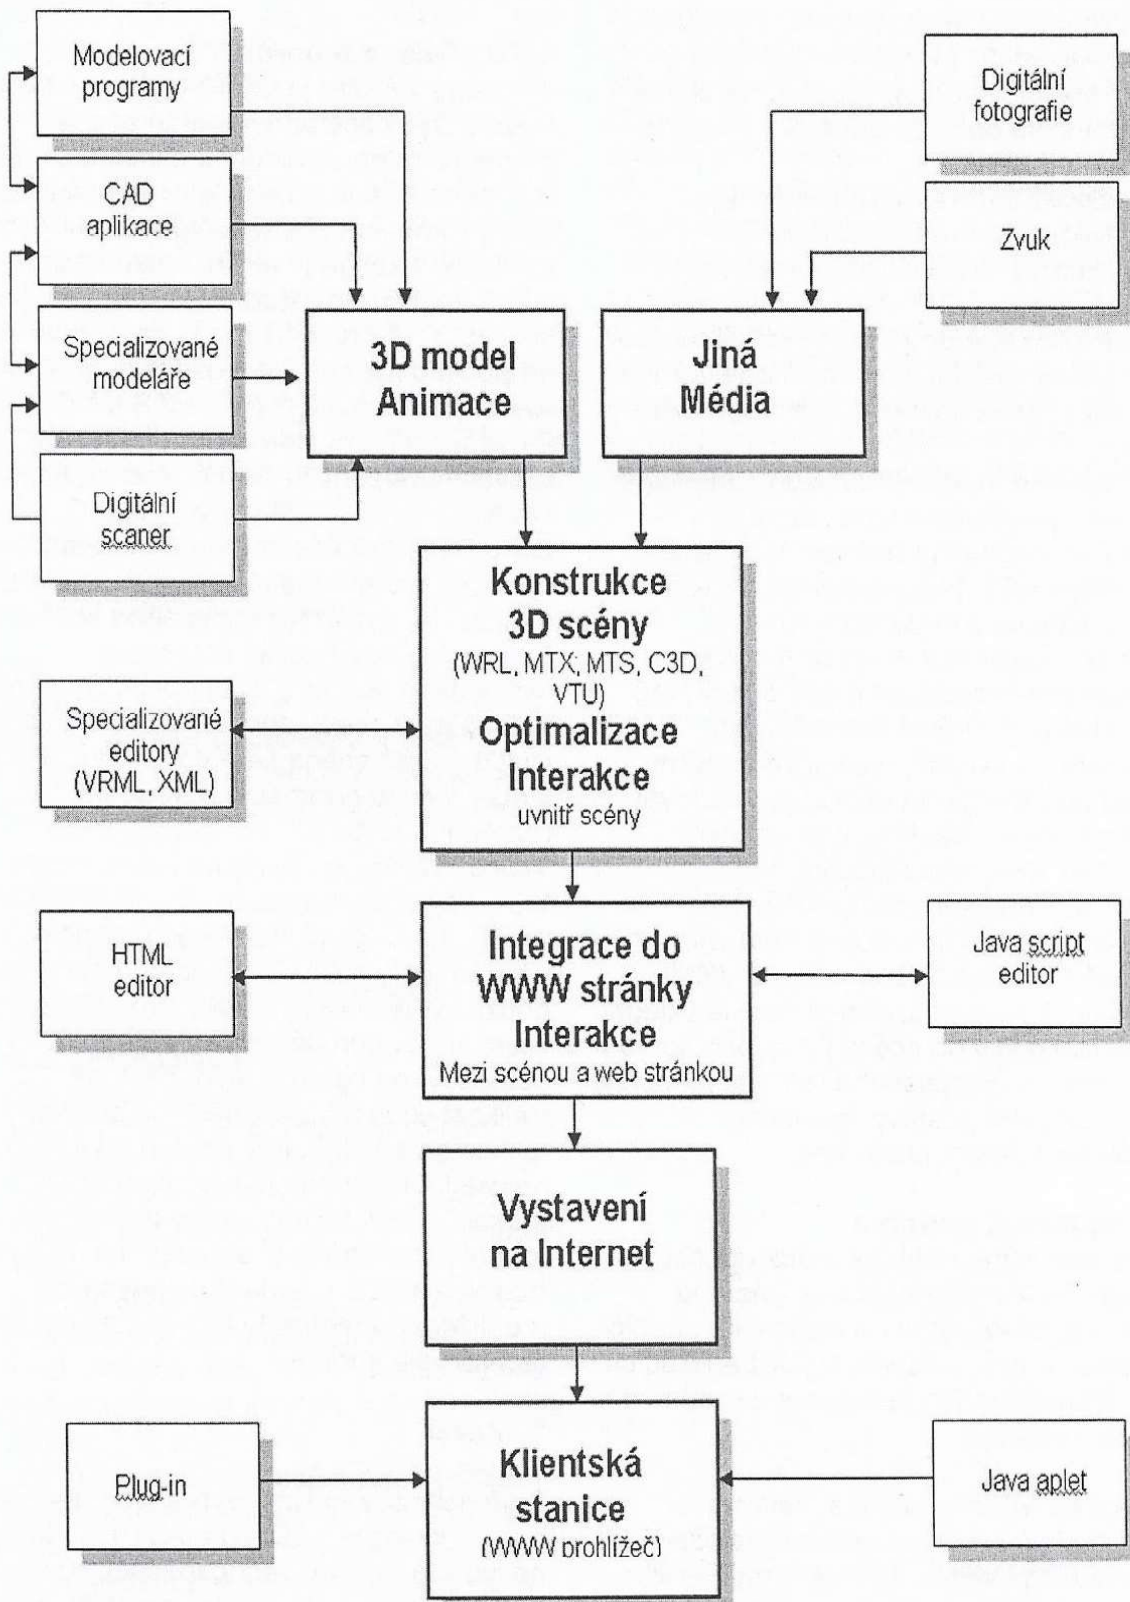 Modelovací
programy
Digitální
fotografie
CAD
aplikace
Zvuk
Specializované
modeláře
3D model
Animace
Jiná
Média
Digitální
scaner
Konstrukce
3D scény
(WRL, MTX; MTS, C3D,
VTU)
Optimalizace
Interakce
uvnitř scény
Specializované
editory
(VRML, XML)
HTML
editor
Integrace do
WWW stránky
Interakce
Mezi scénou a web stránkou
Java script
editor
Vystavení
na Internet
Plug-in
Klientská
stanice
(WWW prohlížeč)
Java aplet